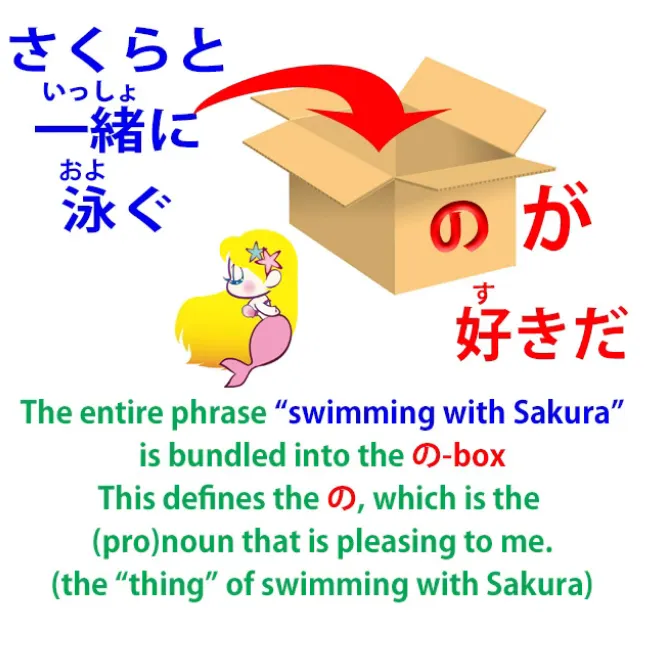 さくらと
いっしょ
一緒に
およ
泳ぐ
の が
す
好きだ
The entire phrase “swimming with Sakura”
is bundled into the の-box
This defines the の, which is the
(pro)noun that is pleasing to me.
(the “thing” of swimming with Sakura)